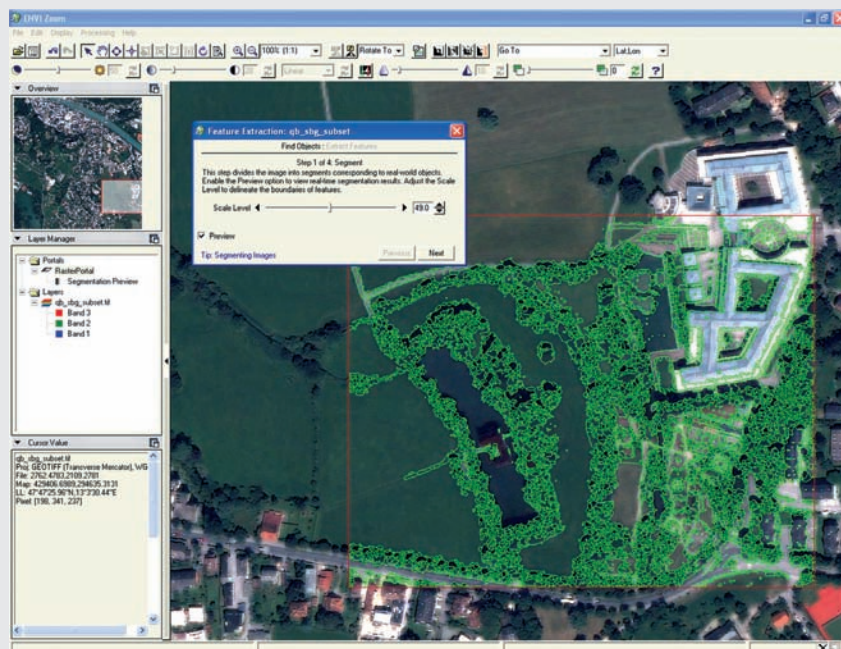 ENVI Zoom
File Edit Display Processing Help
100% (1:1)
Rotate To
Go To
Lat/Lon
Linear
0
?
Overview
Layer Manager
Portals
RasterPortal
Segmentation Preview
Layers
qb_sbg_subset.til
Band 3
Band 2
Band 1
Cursor Value
qb_sbg_subset.til
Proj: GEOTIFF (Transverse Mercator), WG
File: 2762.4783,2109.2781
Map: 429406.6989,294635.3131
LL: 47°47'25.96"N,13°3'30.44"E
Pixel: [198, 341, 237]
Feature Extraction: qb_sbg_subset
Find Objects : Extract Features
Step 1 of 4: Segment
This step divides the image into segments corresponding to real-world objects.
Enable the Preview option to view real-time segmentation results. Adjust the Scale
Level to delineate the boundaries of features.
Scale Level
49.0
Preview
Tip: Segmenting Images
Previous
Next